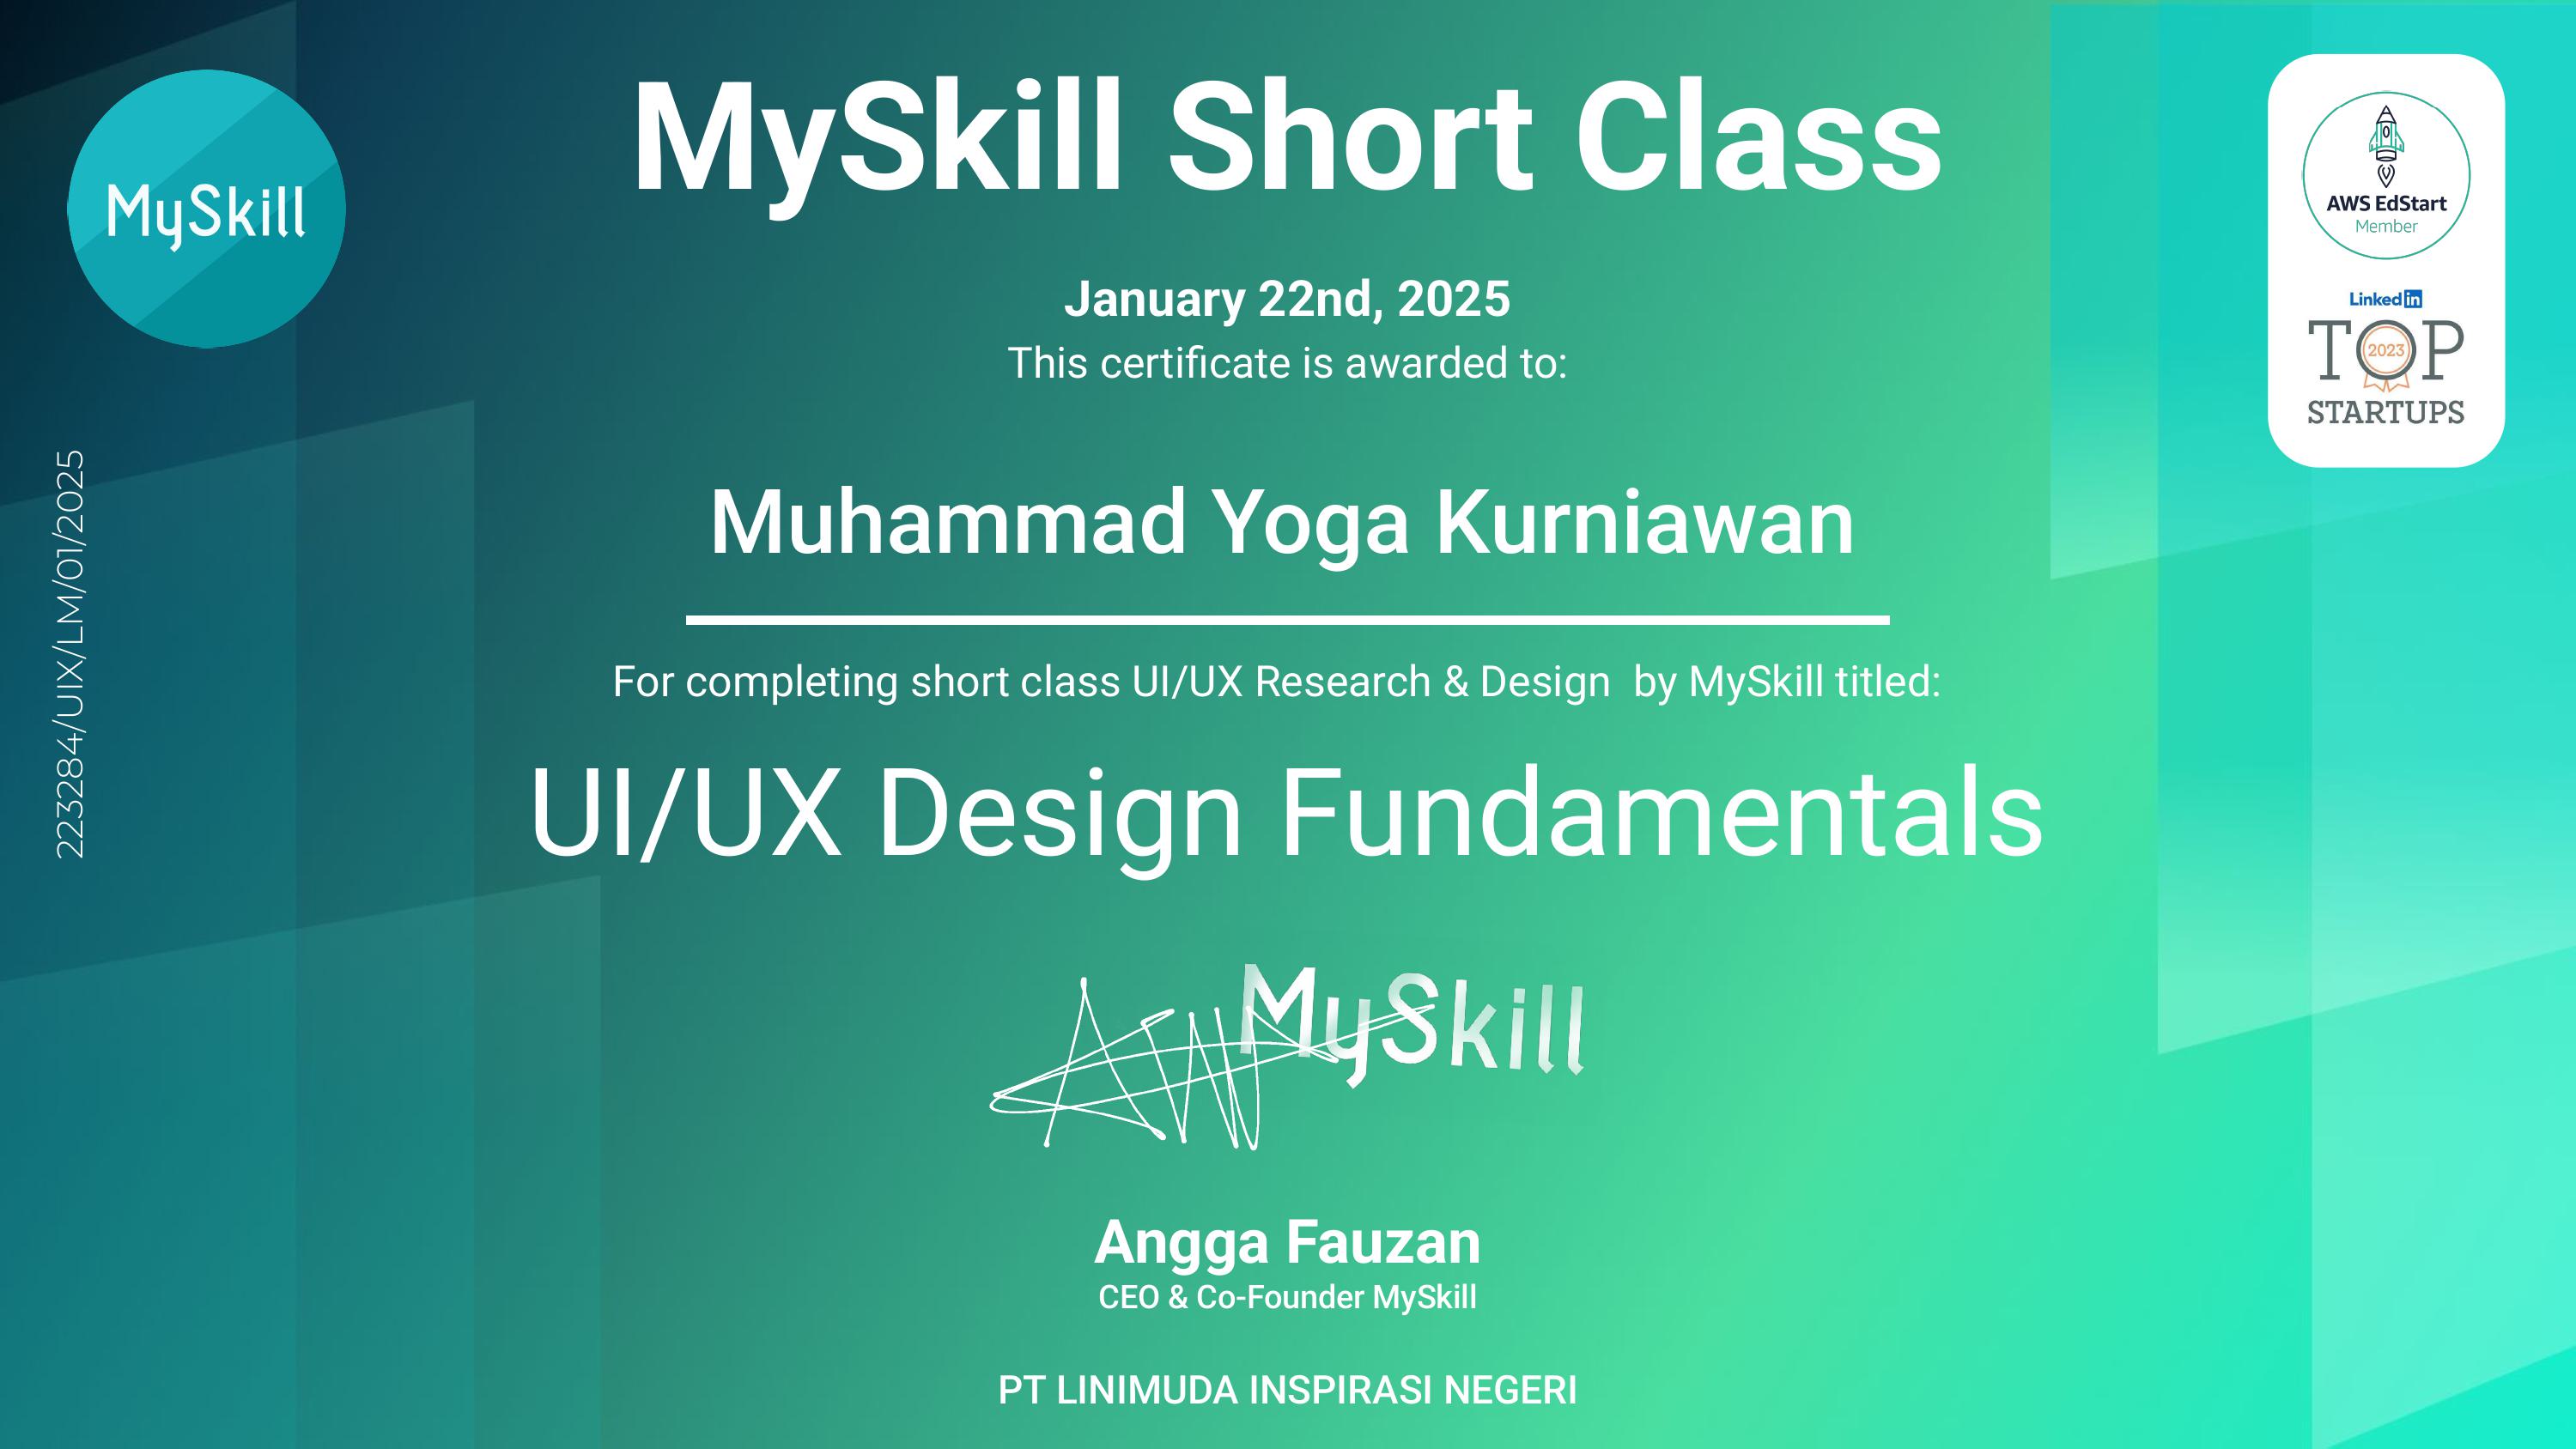 MySkill
MySkill Short Class
AWS EdStart
Member
Linked in
TOP
2023
STARTUPS
January 22nd, 2025
This certificate is awarded to:
Muhammad Yoga Kurniawan
223284/UIX/LM/01/2025
For completing short class UI/UX Research & Design by MySkill titled:
UI/UX Design Fundamentals
MySkill
Angga Fauzan
CEO & Co-Founder MySkill
PT LINIMUDA INSPIRASI NEGERI